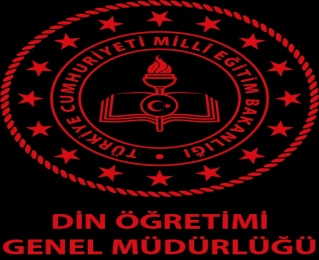 TÜRKİYE CUMHURİYETİ MİLLİ EĞİTİM BAKANLIĞI
DİN ÖĞRETİMİ
GENEL MÜDÜRLÜĞÜ